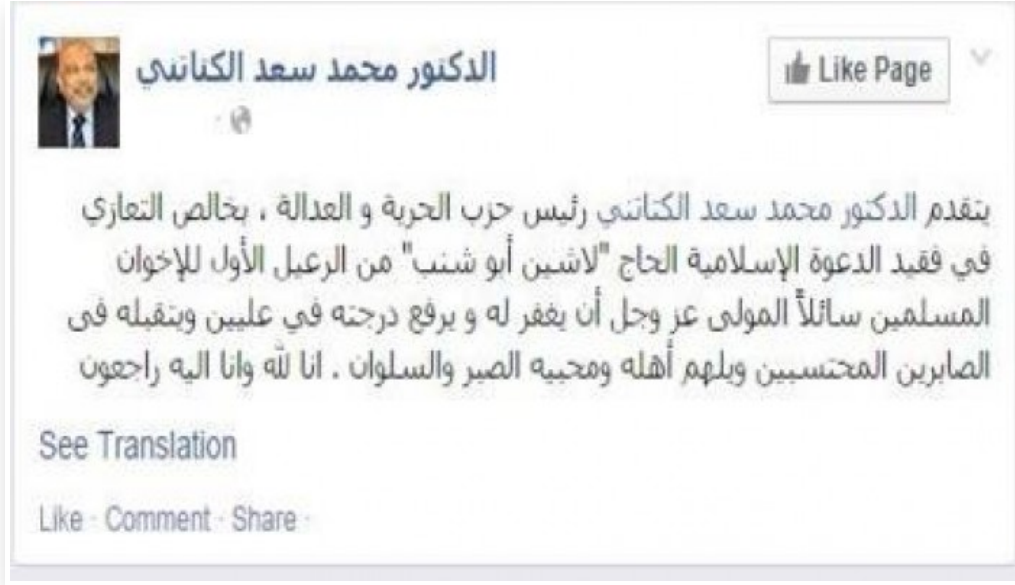 الدكتور محمد سعد الكتاتني
Like Page
يتقدم الدكتور محمد سعد الكتاتني رئيس حزب الحرية و العدالة ، بخالص التعازي
في فقيد الدعوة الإسلامية الحاج "لاشين أبو شنب" من الرعيل الأول للإخوان
المسلمين سائلاً المولى عز وجل أن يغفر له و يرفع درجته في عليين ويتقبله فى
الصابرين المحتسبين ويلهم أهله ومحبيه الصبر والسلوان . انا لله وانا اليه راجعون
See Translation
Like · Comment · Share ·